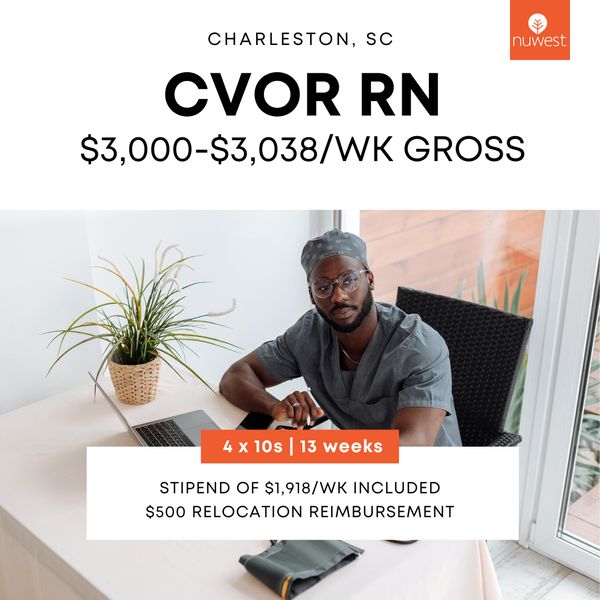 CHARLESTON, SC
nuwest
CVOR RN
$3,000-$3,038/WK GROSS
4 x 10s | 13 weeks
STIPEND OF $1,918/WK INCLUDED
$500 RELOCATION REIMBURSEMENT